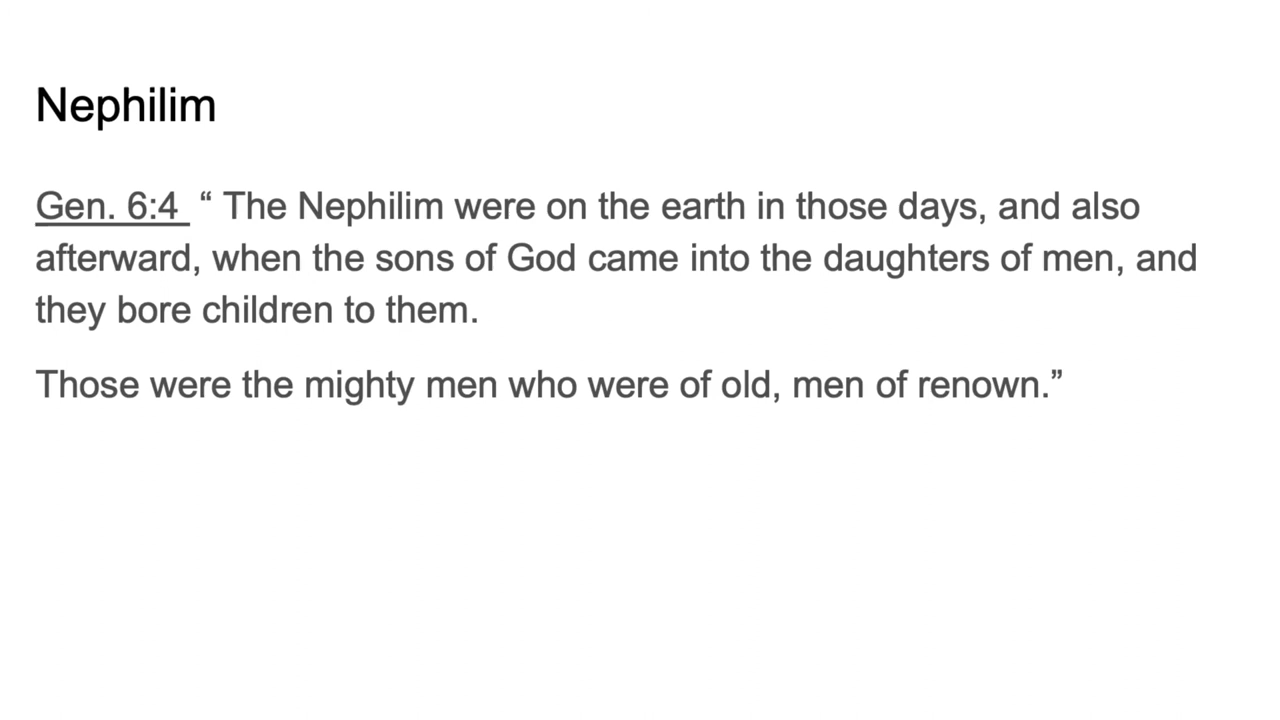 Nephilim
Gen. 6:4 “ The Nephilim were on the earth in those days, and also
afterward, when the sons of God came into the daughters of men, and
they bore children to them.
Those were the mighty men who were of old, men of renown.”